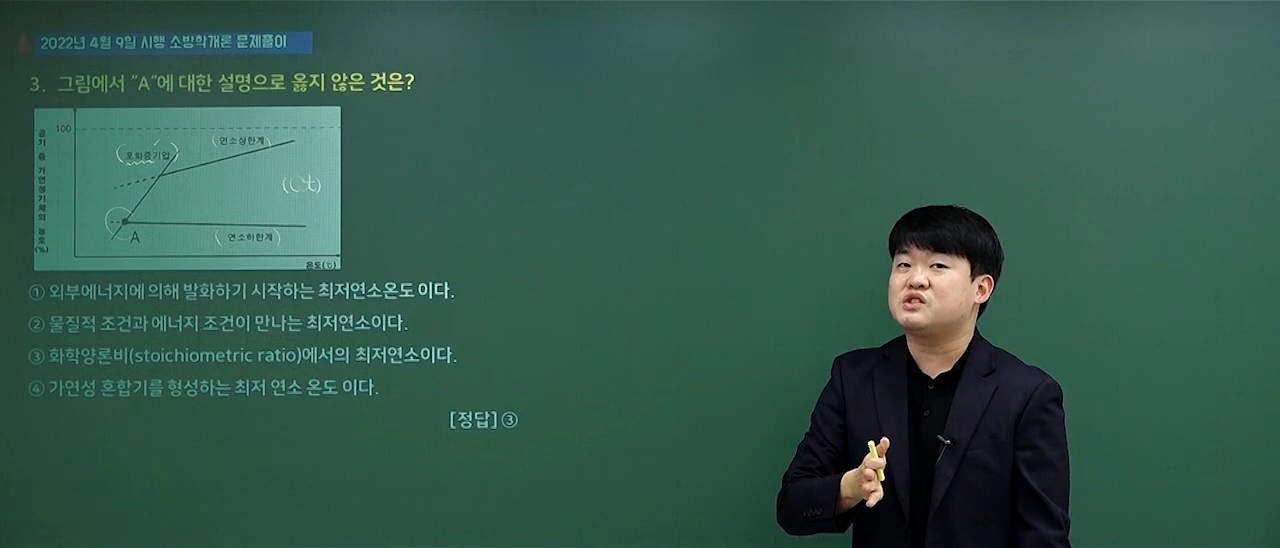 2022년 4월 9일 시행 소방학개론 문제풀이
3. 그림에서 "A"에 대한 설명으로 옳지 않은 것은?
공기 중 가연성기체의 농도(%)
100
포화증기압
연소상한계
(Cst)
A
연소하한계
온도(℃)
① 외부에너지에 의해 발화하기 시작하는 최저연소온도 이다.
② 물질적 조건과 에너지 조건이 만나는 최저연소이다.
③ 화학양론비(stoichiometric ratio)에서의 최저연소이다.
④ 가연성 혼합기를 형성하는 최저 연소 온도 이다.
[정답] ③